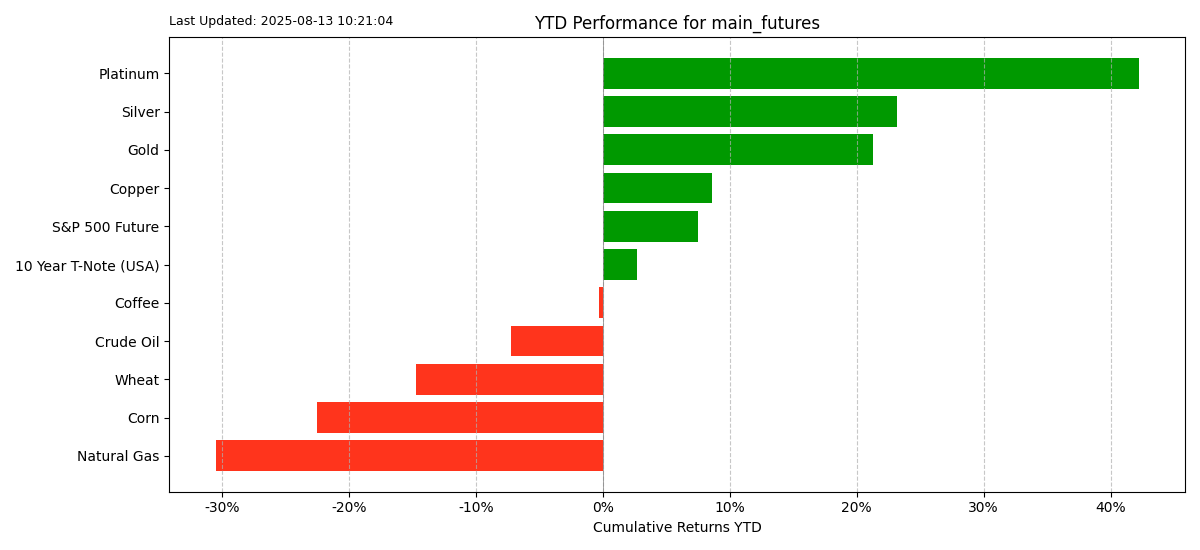 Last Updated: 2025-08-13 10:21:04
YTD Performance for main_futures
Platinum
Silver
Gold
Copper
S&P 500 Future
10 Year T-Note (USA)
Coffee
Crude Oil
Wheat
Corn
Natural Gas
-30% -20% -10% 0% 10% 20% 30% 40%
Cumulative Returns YTD